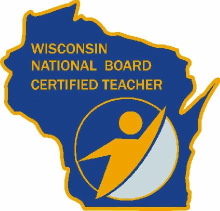 WISCONSIN
NATIONAL BOARD
CERTIFIED TEACHER